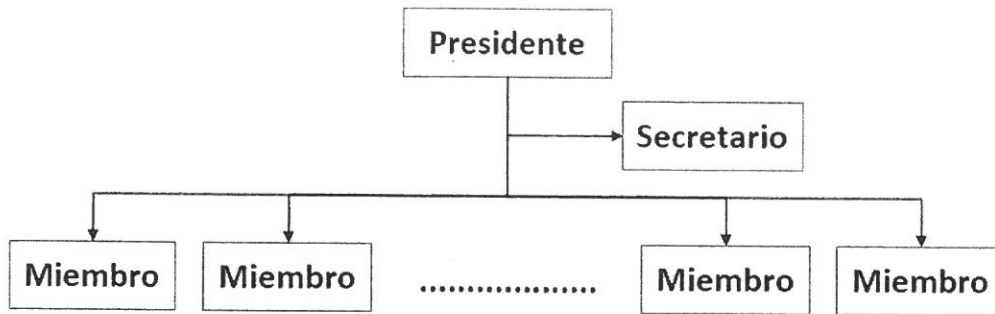 Presidente
Secretario
Miembro
Miembro
....................
Miembro
Miembro